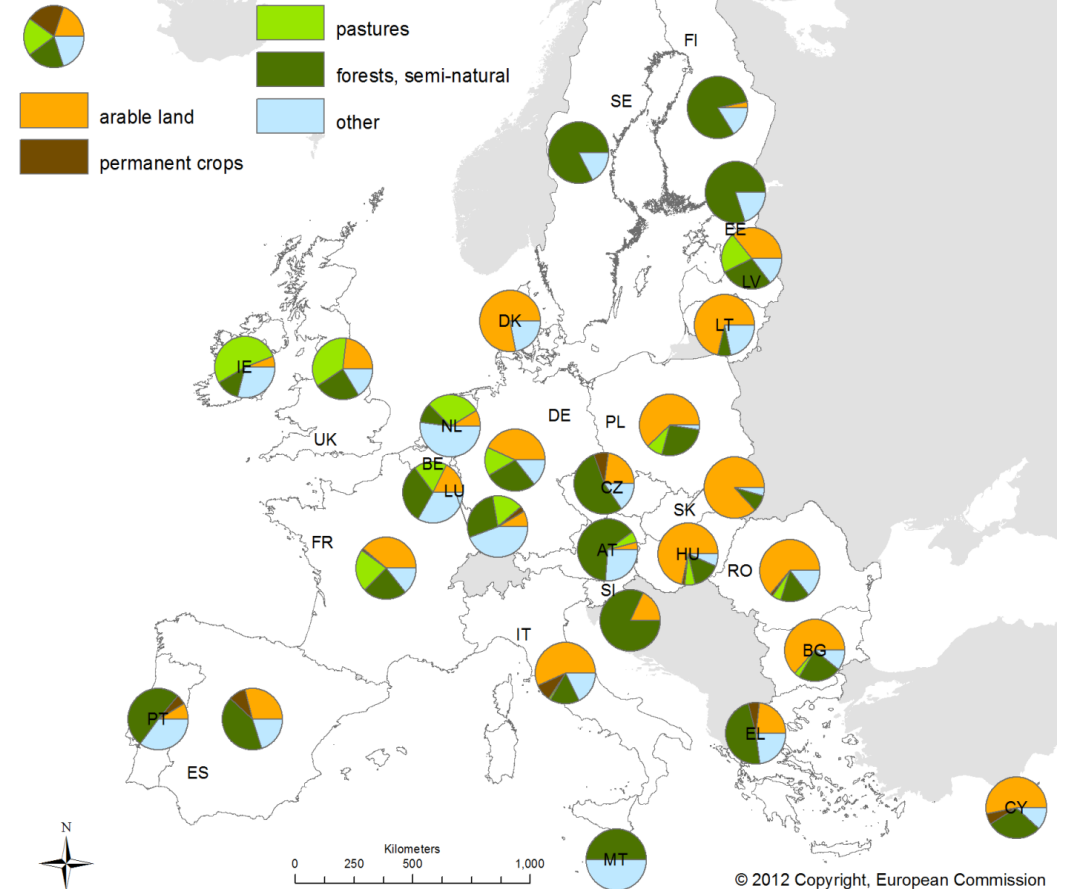 pastures
forests, semi-natural
arable land
other
permanent crops
FI
SE
EE
LV
DK
LT
IE
NL
DE
PL
UK
BE
LU
CZ
SK
FR
AT
HU
RO
SI
IT
BG
PT
EL
ES
CY
N
Kilometers
0 250 500 1,000
MT
© 2012 Copyright, European Commission